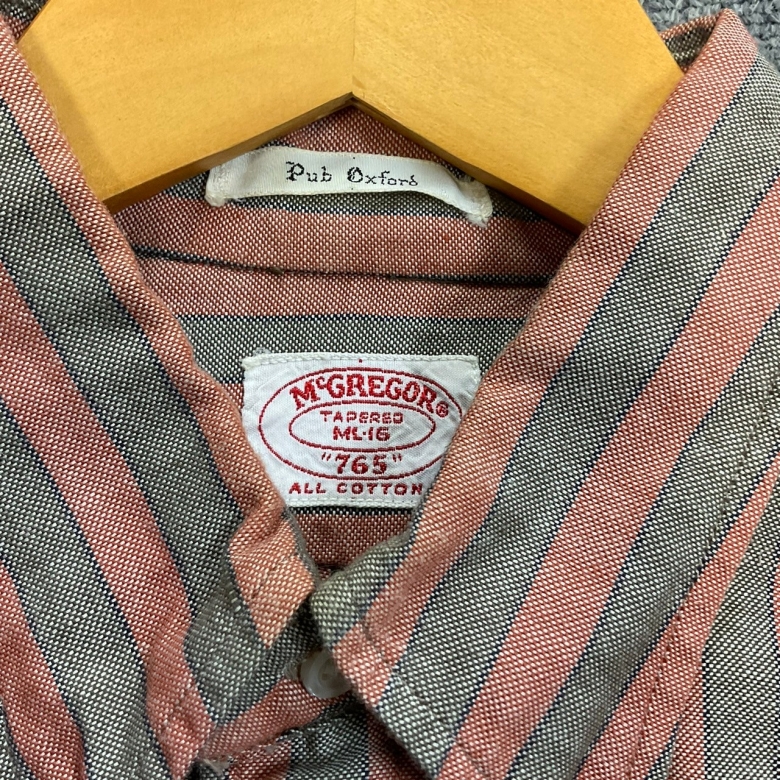 Pub Oxford
McGREGOR®
TAPERED
ML-16
"765"
ALL COTTON